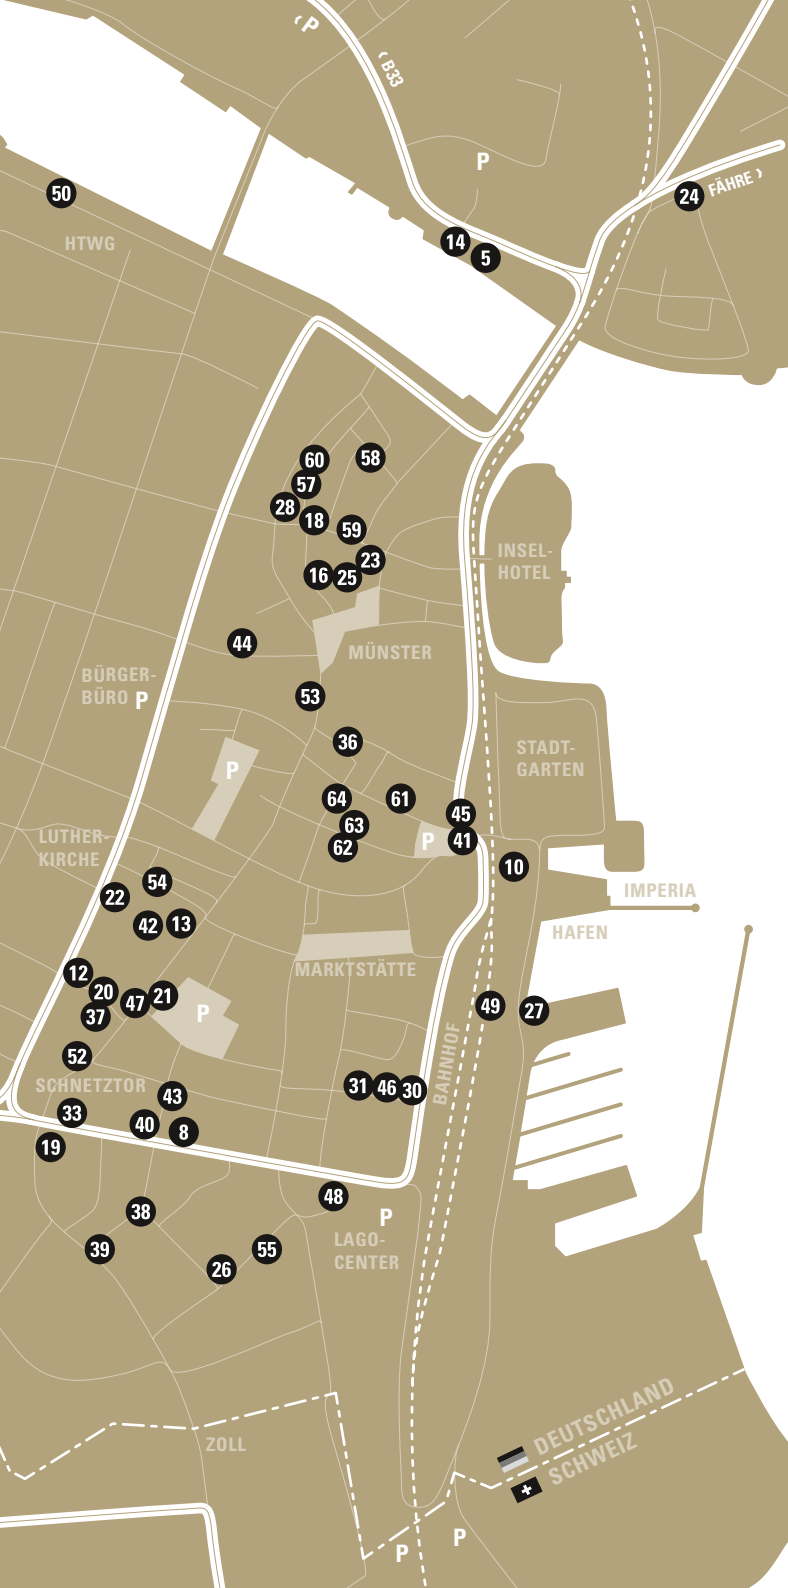 ‹ P
‹ B33
P
50
24
FÄHRE ›
HTWG
14
5
60
58
57
28
18
59
23
16
25
INSEL-
HOTEL
44
MÜNSTER
BÜRGER-
BÜRO P
53
36
STADT-
GARTEN
P
64
61
45
63
62
P
41
LUTHER-
KIRCHE
10
54
22
42
13
IMPERIA
HAFEN
MARKTSTÄTTE
12
20
47
21
37
P
49
27
BAHNHOF
52
SCHNETZTOR
43
31
46
30
33
40
8
19
48
38
P
LAGO-
CENTER
39
26
55
DEUTSCHLAND
SCHWEIZ
ZOLL
P
P